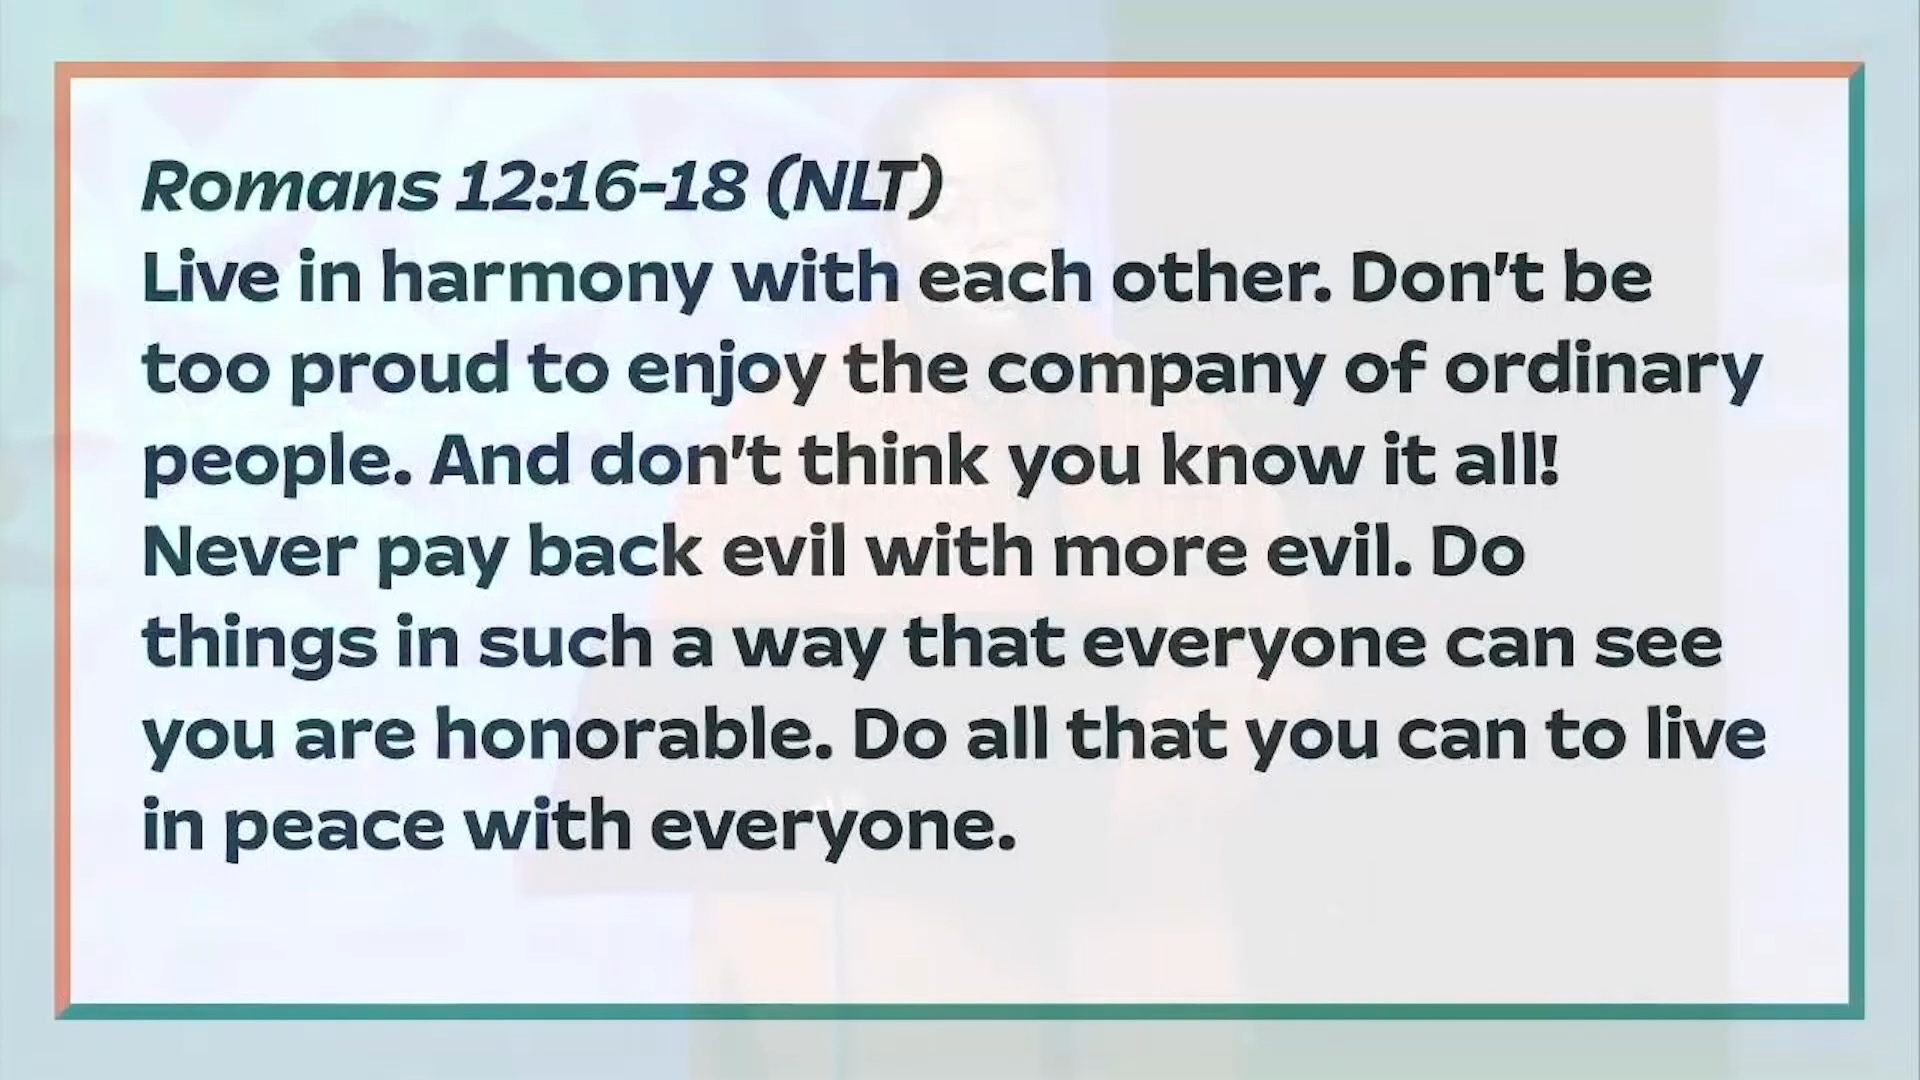 Romans 12:16-18 (NLT)
Live in harmony with each other. Don't be
too proud to enjoy the company of ordinary
people. And don't think you know it all!
Never pay back evil with more evil. Do
things in such a way that everyone can see
you are honorable. Do all that you can to live
in peace with everyone.